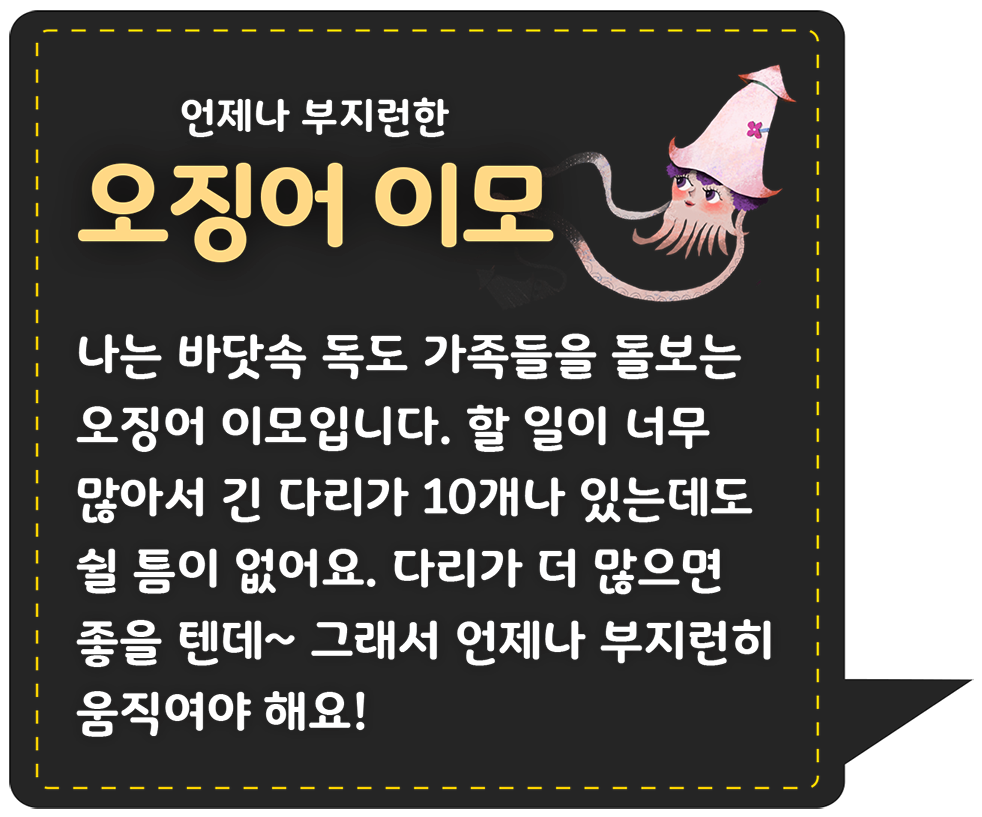 언제나 부지런한
오징어 이모
나는 바닷속 독도 가족들을 돌보는
오징어 이모입니다. 할 일이 너무
많아서 긴 다리가 10개나 있는데도
쉴 틈이 없어요. 다리가 더 많으면
좋을 텐데~ 그래서 언제나 부지런히
움직여야 해요!